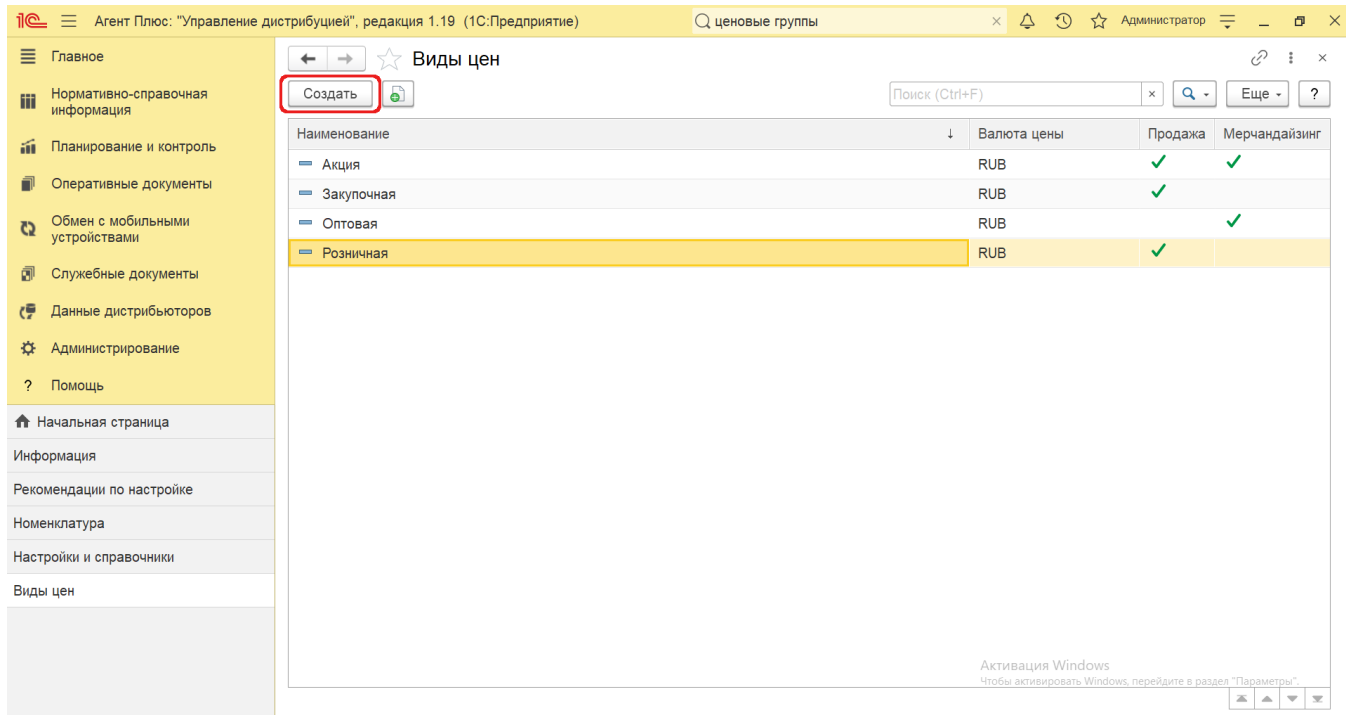 1С Агент Плюс: "Управление дистрибуцией", редакция 1.19 (1С:Предприятие) ценовые группы Администратор
Главное
Нормативно-справочная
информация
Планирование и контроль
Оперативные документы
Обмен с мобильными
устройствами
Служебные документы
Данные дистрибьюторов
Администрирование
? Помощь
Начальная страница
Информация
Рекомендации по настройке
Номенклатура
Настройки и справочники
Виды цен
Виды цен
Создать Поиск (Ctrl+F) Еще ?
Наименование Валюта цены Продажа Мерчандайзинг
Акция RUB
Закупочная RUB
Оптовая RUB
Розничная RUB
Активация Windows
Чтобы активировать Windows, перейдите в раздел "Параметры".